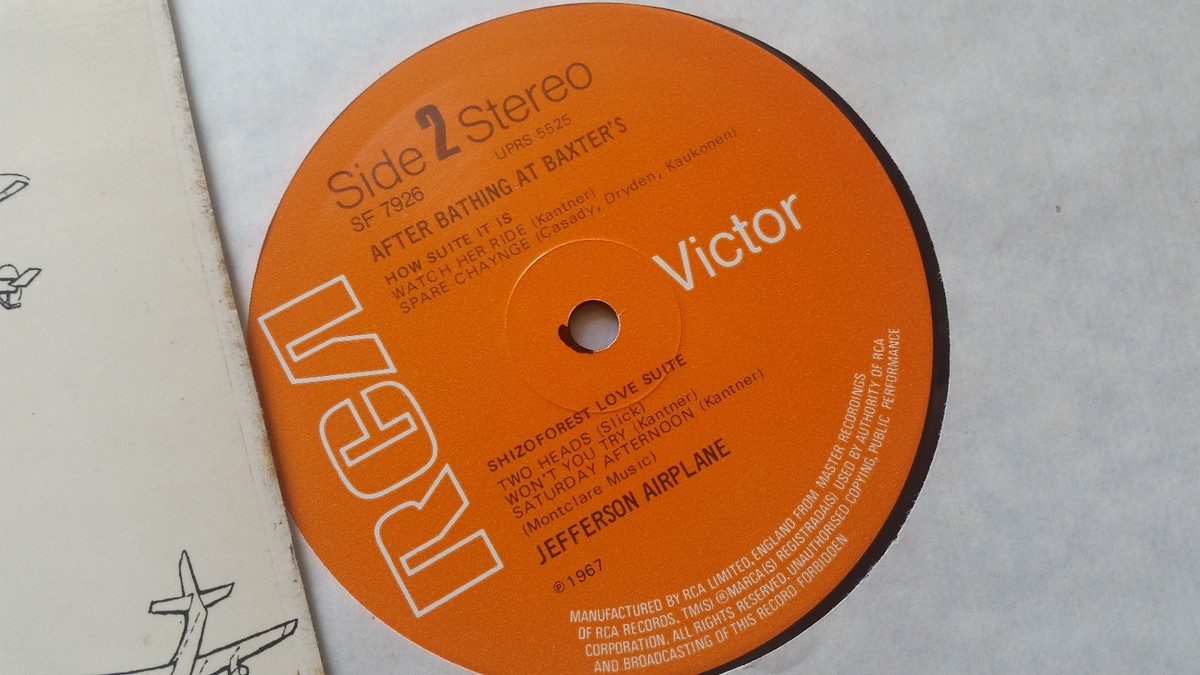 Side 2 Stereo
SF 7926
UPRS 5525
AFTER BATHING AT BAXTER'S
HOW SUITE IT IS
WATCH HER RIDE (Kantner)
SPARE CHAYNGE (Casady, Dryden, Kaukonen)
RCA
Victor
SHIZOFOREST LOVE SUITE
TWO HEADS (Slick)
WON'T YOU TRY (Kantner)
SATURDAY AFTERNOON (Kantner)
(Montclare Music)
JEFFERSON AIRPLANE
℗ 1967
MANUFACTURED BY RCA LIMITED, ENGLAND FROM MASTER RECORDINGS
OF RCA RECORDS. TM(S) ® MARCA(S) REGISTRADA(S) USED BY AUTHORITY OF RCA
CORPORATION. ALL RIGHTS RESERVED. UNAUTHORISED COPYING, PUBLIC PERFORMANCE
AND BROADCASTING OF THIS RECORD FORBIDDEN